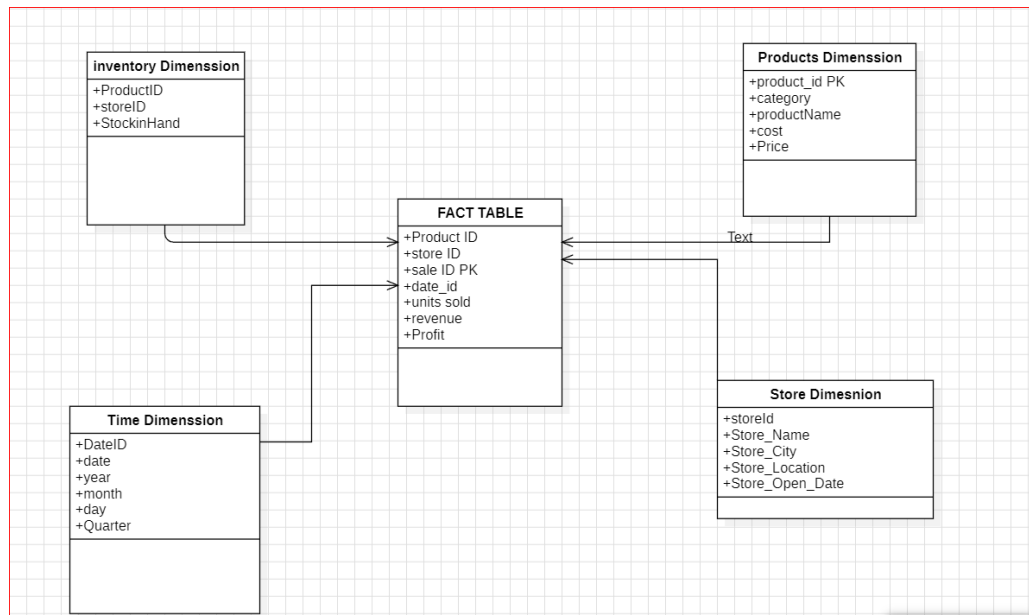 inventory Dimenssion
+ProductID
+storeID
+StockinHand
Products Dimenssion
+product_id PK
+category
+productName
+cost
+Price
FACT TABLE
+Product ID
+store ID
+sale ID PK
+date_id
+units sold
+revenue
+Profit
Text
Time Dimenssion
+DateID
+date
+year
+month
+day
+Quarter
Store Dimesnion
+storeId
+Store_Name
+Store_City
+Store_Location
+Store_Open_Date